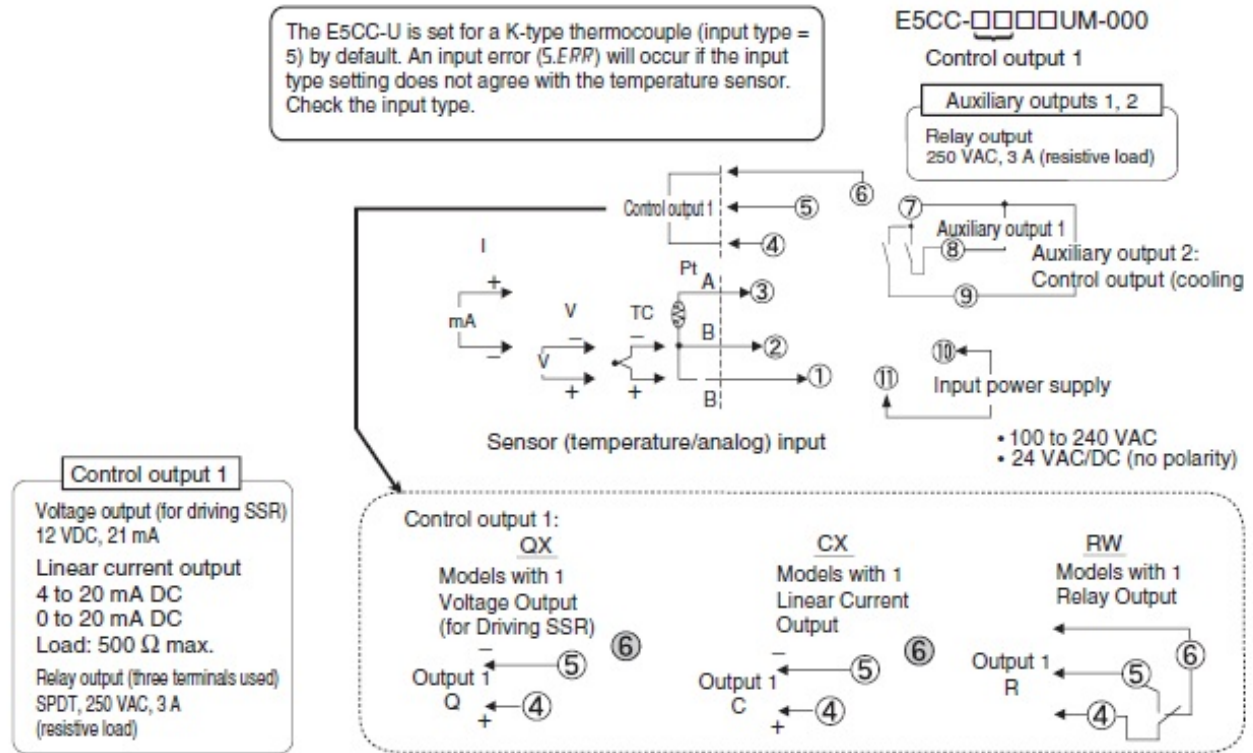 The E5CC-U is set for a K-type thermocouple (input type =
5) by default. An input error (S.ERR) will occur if the input
type setting does not agree with the temperature sensor.
Check the input type.
E5CC-□□□□UM-000
Control output 1
Auxiliary outputs 1, 2
Relay output
250 VAC, 3 A (resistive load)
Control output 1
⑥
⑤
④
⑦
Auxiliary output 1
⑧
Auxiliary output 2:
Control output (cooling
⑨
I
+
mA
−
V
−
V
+
TC
−
+
Pt
A
③
B
②
B
①
⑩
⑪
Input power supply
• 100 to 240 VAC
• 24 VAC/DC (no polarity)
Sensor (temperature/analog) input
Control output 1
Voltage output (for driving SSR)
12 VDC, 21 mA
Linear current output
4 to 20 mA DC
0 to 20 mA DC
Load: 500 Ω max.
Relay output (three terminals used)
SPDT, 250 VAC, 3 A
(resistive load)
Control output 1:
QX
Models with 1
Voltage Output
(for Driving SSR)
⑥
−
⑤
Output 1
Q
④
+
CX
Models with 1
Linear Current
Output
⑥
−
⑤
Output 1
C
④
+
RW
Models with 1
Relay Output
⑥
Output 1
R
⑤
④